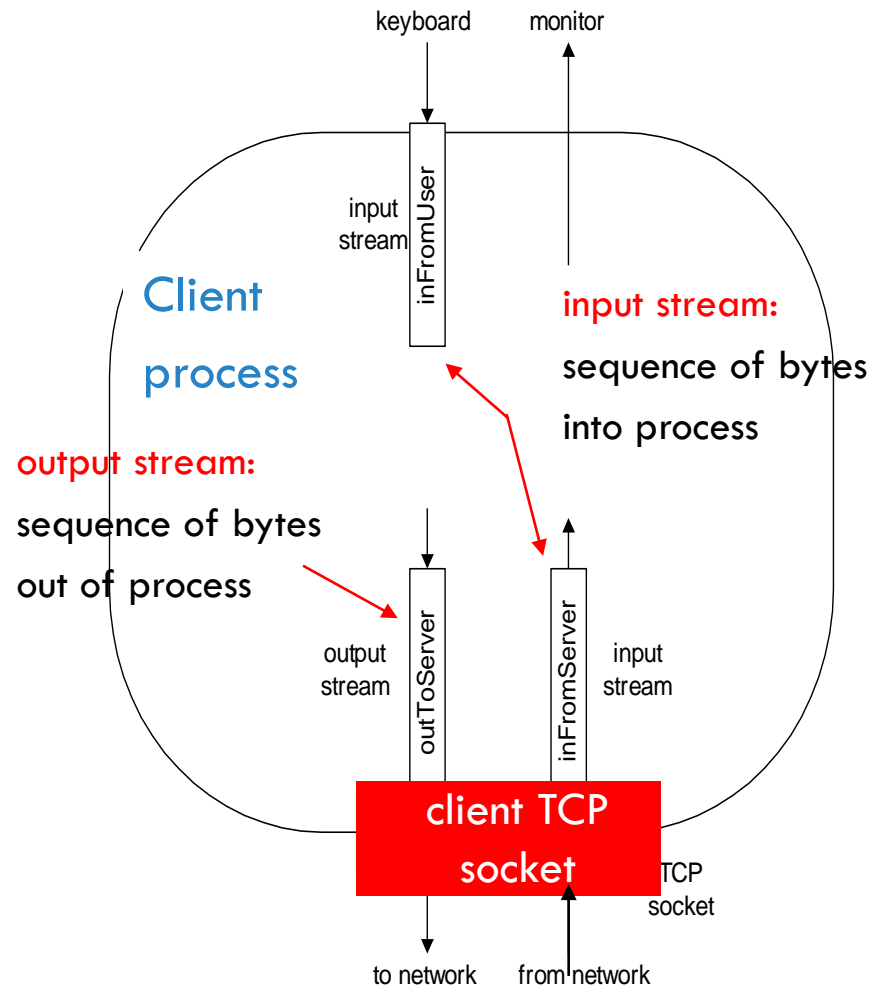 keyboard
monitor
input
stream
inFromUser
Client
process
input stream:
sequence of bytes
into process
output stream:
sequence of bytes
out of process
output
stream
outToServer
inFromServer
input
stream
client TCP
socket
TCP
socket
to network
from network